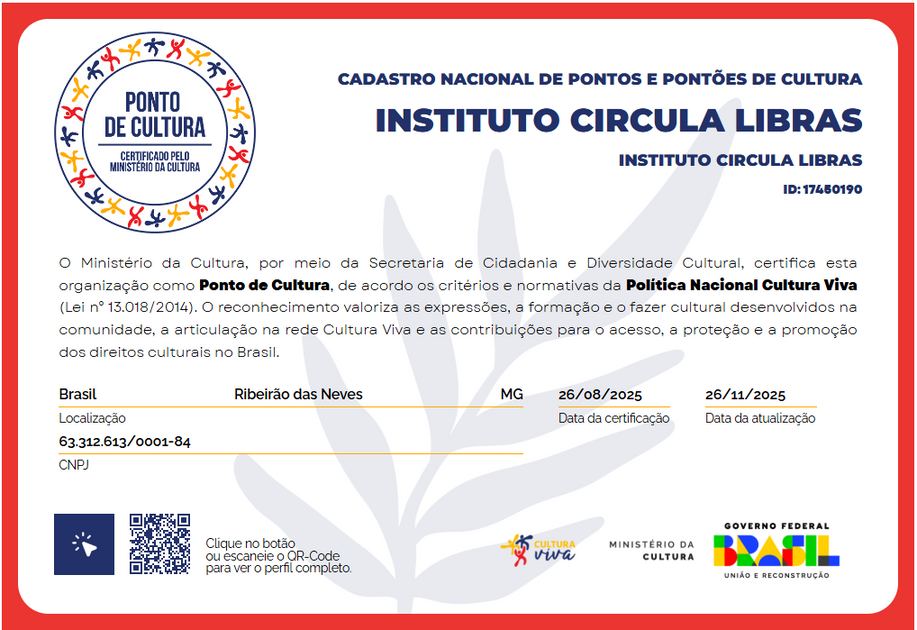 PONTO
DE CULTURA
CERTIFICADO PELO
MINISTÉRIO DA CULTURA
CADASTRO NACIONAL DE PONTOS E PONTÕES DE CULTURA
INSTITUTO CIRCULA LIBRAS
INSTITUTO CIRCULA LIBRAS
ID: 17450190
O Ministério da Cultura, por meio da Secretaria de Cidadania e Diversidade Cultural, certifica esta
organização como Ponto de Cultura, de acordo os critérios e normativas da Política Nacional Cultura Viva
(Lei nº 13.018/2014). O reconhecimento valoriza as expressões, a formação e o fazer cultural desenvolvidos na
comunidade, a articulação na rede Cultura Viva e as contribuições para o acesso, a proteção e a promoção
dos direitos culturais no Brasil.
Brasil Ribeirão das Neves MG 26/08/2025 26/11/2025
Localização Data da certificação Data da atualização
63.312.613/0001-84
CNPJ
Clique no botão
ou escaneie o QR-Code
para ver o perfil completo.
CULTURA
viva
MINISTÉRIO DA
CULTURA
GOVERNO FEDERAL
BRASIL
UNIÃO E RECONSTRUÇÃO